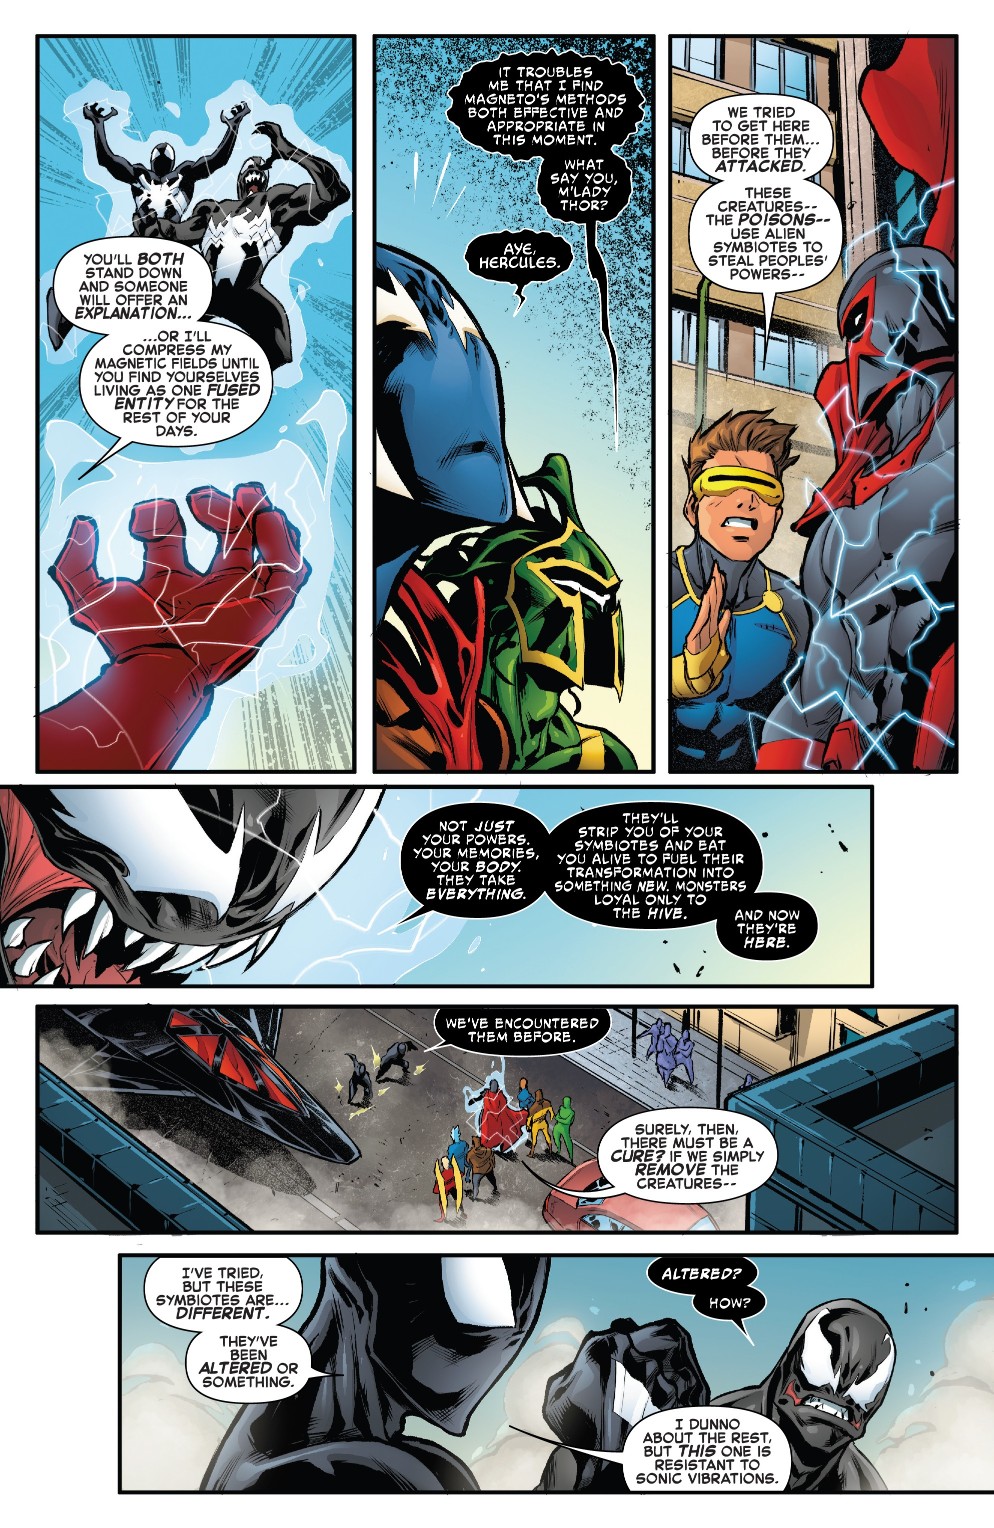 YOU'LL BOTH
STAND DOWN
AND SOMEONE
WILL OFFER AN
EXPLANATION...
...OR I'LL
COMPRESS MY
MAGNETIC FIELDS UNTIL
YOU FIND YOURSELVES
LIVING AS ONE FUSED
ENTITY FOR THE
REST OF YOUR
DAYS.
IT TROUBLES
ME THAT I FIND
MAGNETO'S METHODS
BOTH EFFECTIVE AND
APPROPRIATE IN
THIS MOMENT.
WHAT
SAY YOU,
M'LADY
THOR?
AYE,
HERCULES.
WE TRIED
TO GET HERE
BEFORE THEM...
BEFORE THEY
ATTACKED.
THESE
CREATURES--
THE POISONS--
USE ALIEN
SYMBIOTES TO
STEAL PEOPLES'
POWERS--
NOT JUST
YOUR POWERS.
YOUR MEMORIES,
YOUR BODY.
THEY TAKE
EVERYTHING.
THEY'LL
STRIP YOU OF YOUR
SYMBIOTES AND EAT
YOU ALIVE TO FUEL THEIR
TRANSFORMATION INTO
SOMETHING NEW. MONSTERS
LOYAL ONLY TO
THE HIVE.
AND NOW
THEY'RE
HERE.
WE'VE ENCOUNTERED
THEM BEFORE.
SURELY, THEN,
THERE MUST BE A
CURE? IF WE SIMPLY
REMOVE THE
CREATURES--
I'VE TRIED,
BUT THESE
SYMBIOTES ARE...
DIFFERENT.
THEY'VE
BEEN
ALTERED OR
SOMETHING.
ALTERED?
HOW?
I DUNNO
ABOUT THE REST,
BUT THIS ONE IS
RESISTANT TO
SONIC VIBRATIONS.